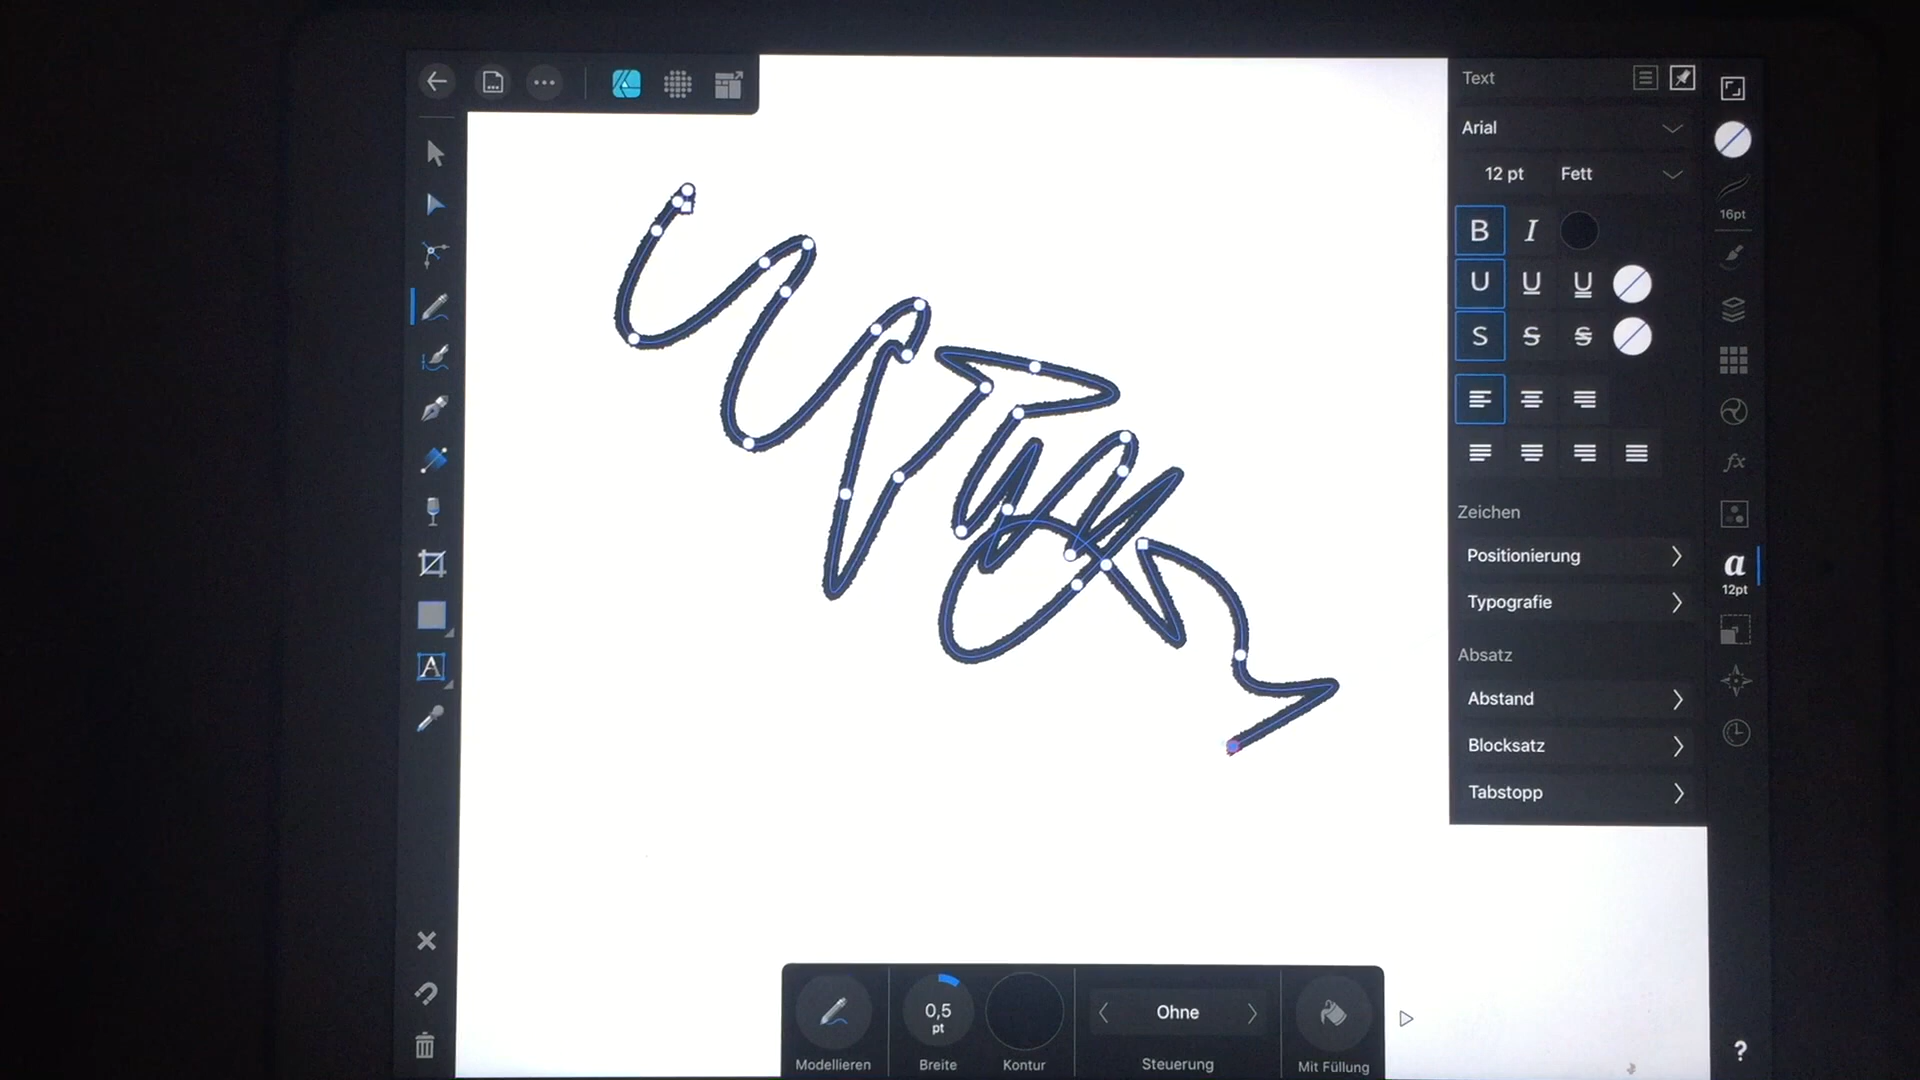 Text
Arial
12 pt Fett
16pt
B I
U U U
S S S
fx
Zeichen
Positionierung
a
12pt
Typografie
A
Absatz
Abstand
Blocksatz
Tabstopp
0,5
pt
Ohne
Modellieren Breite Kontur Steuerung Mit Füllung
?